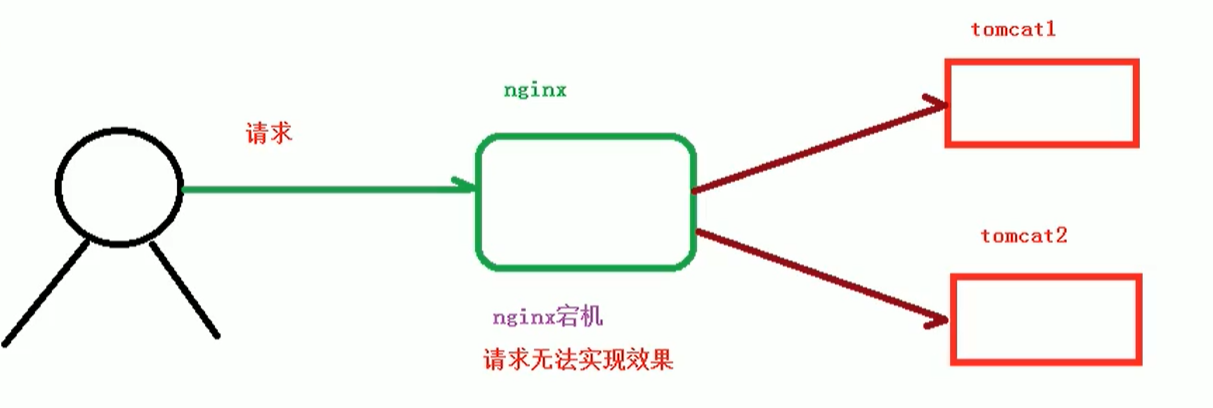 tomcat1
nginx
请求
tomcat2
nginx宕机
请求无法实现效果